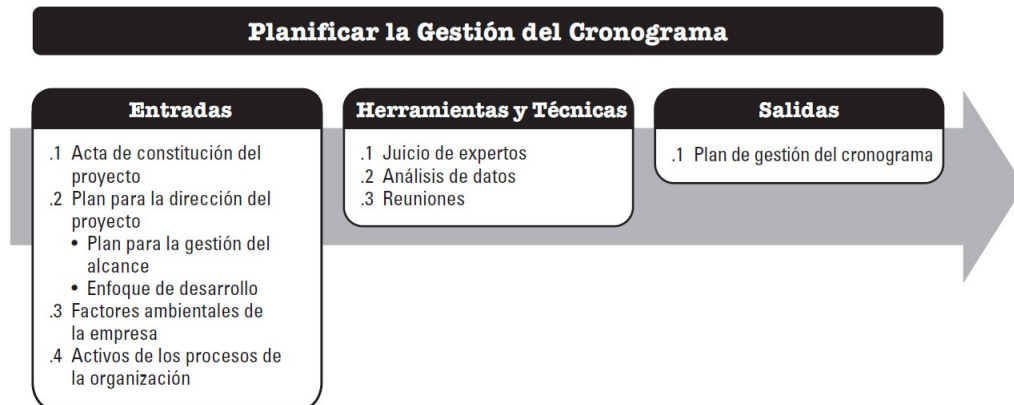 Planificar la Gestión del Cronograma
Entradas
.1 Acta de constitución del
proyecto
.2 Plan para la dirección del
proyecto
• Plan para la gestión del
alcance
• Enfoque de desarrollo
.3 Factores ambientales de
la empresa
.4 Activos de los procesos de
la organización
Herramientas y Técnicas
.1 Juicio de expertos
.2 Análisis de datos
.3 Reuniones
Salidas
.1 Plan de gestión del cronograma